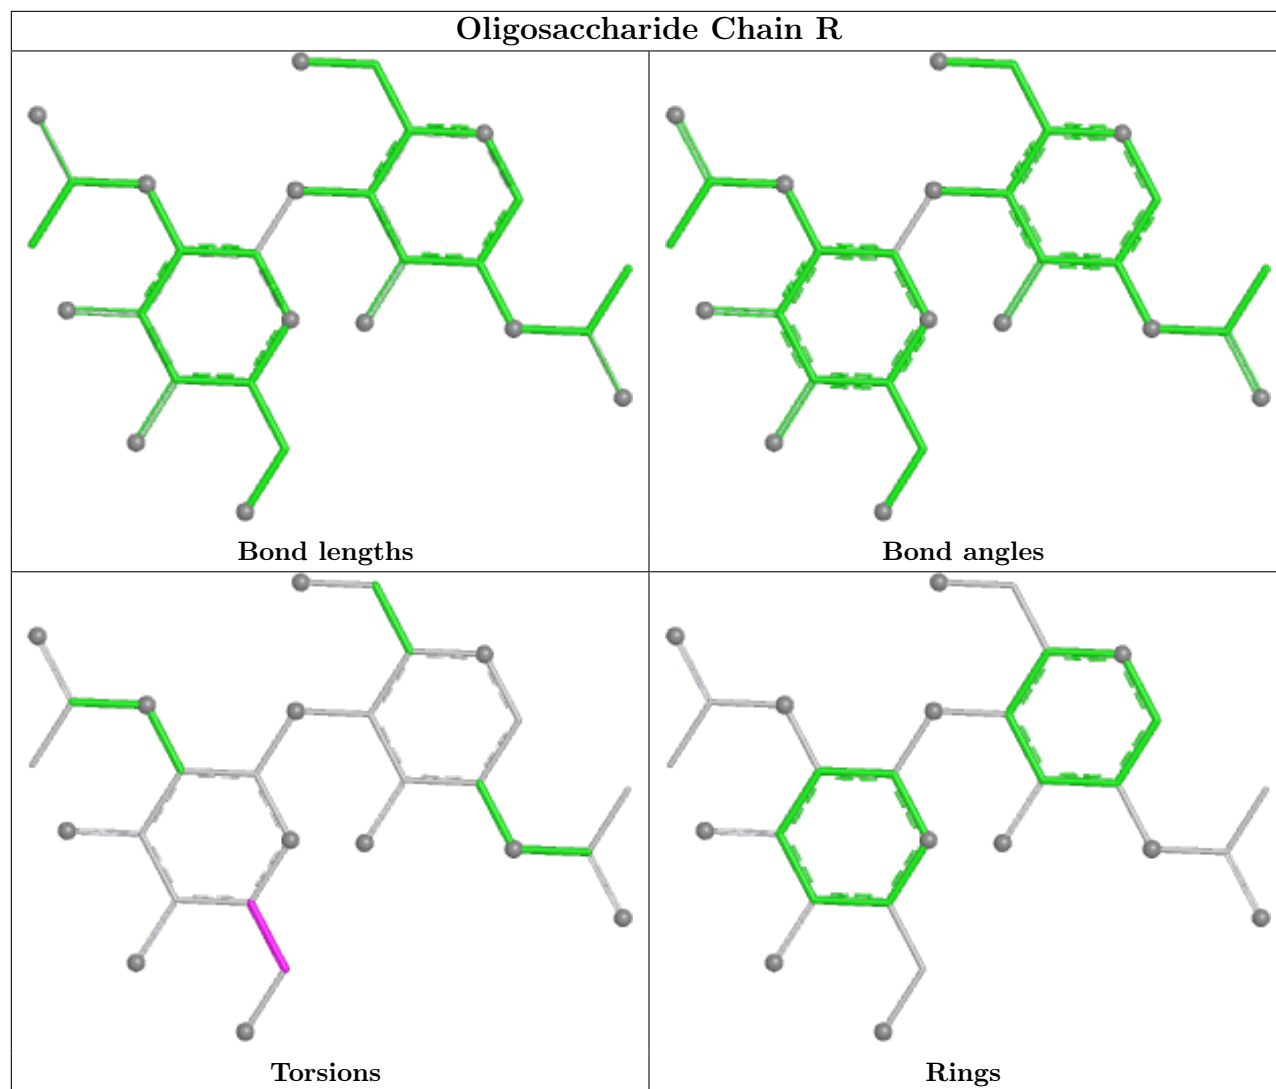 Oligosaccharide Chain R
Bond lengths
Bond angles
Torsions
Rings